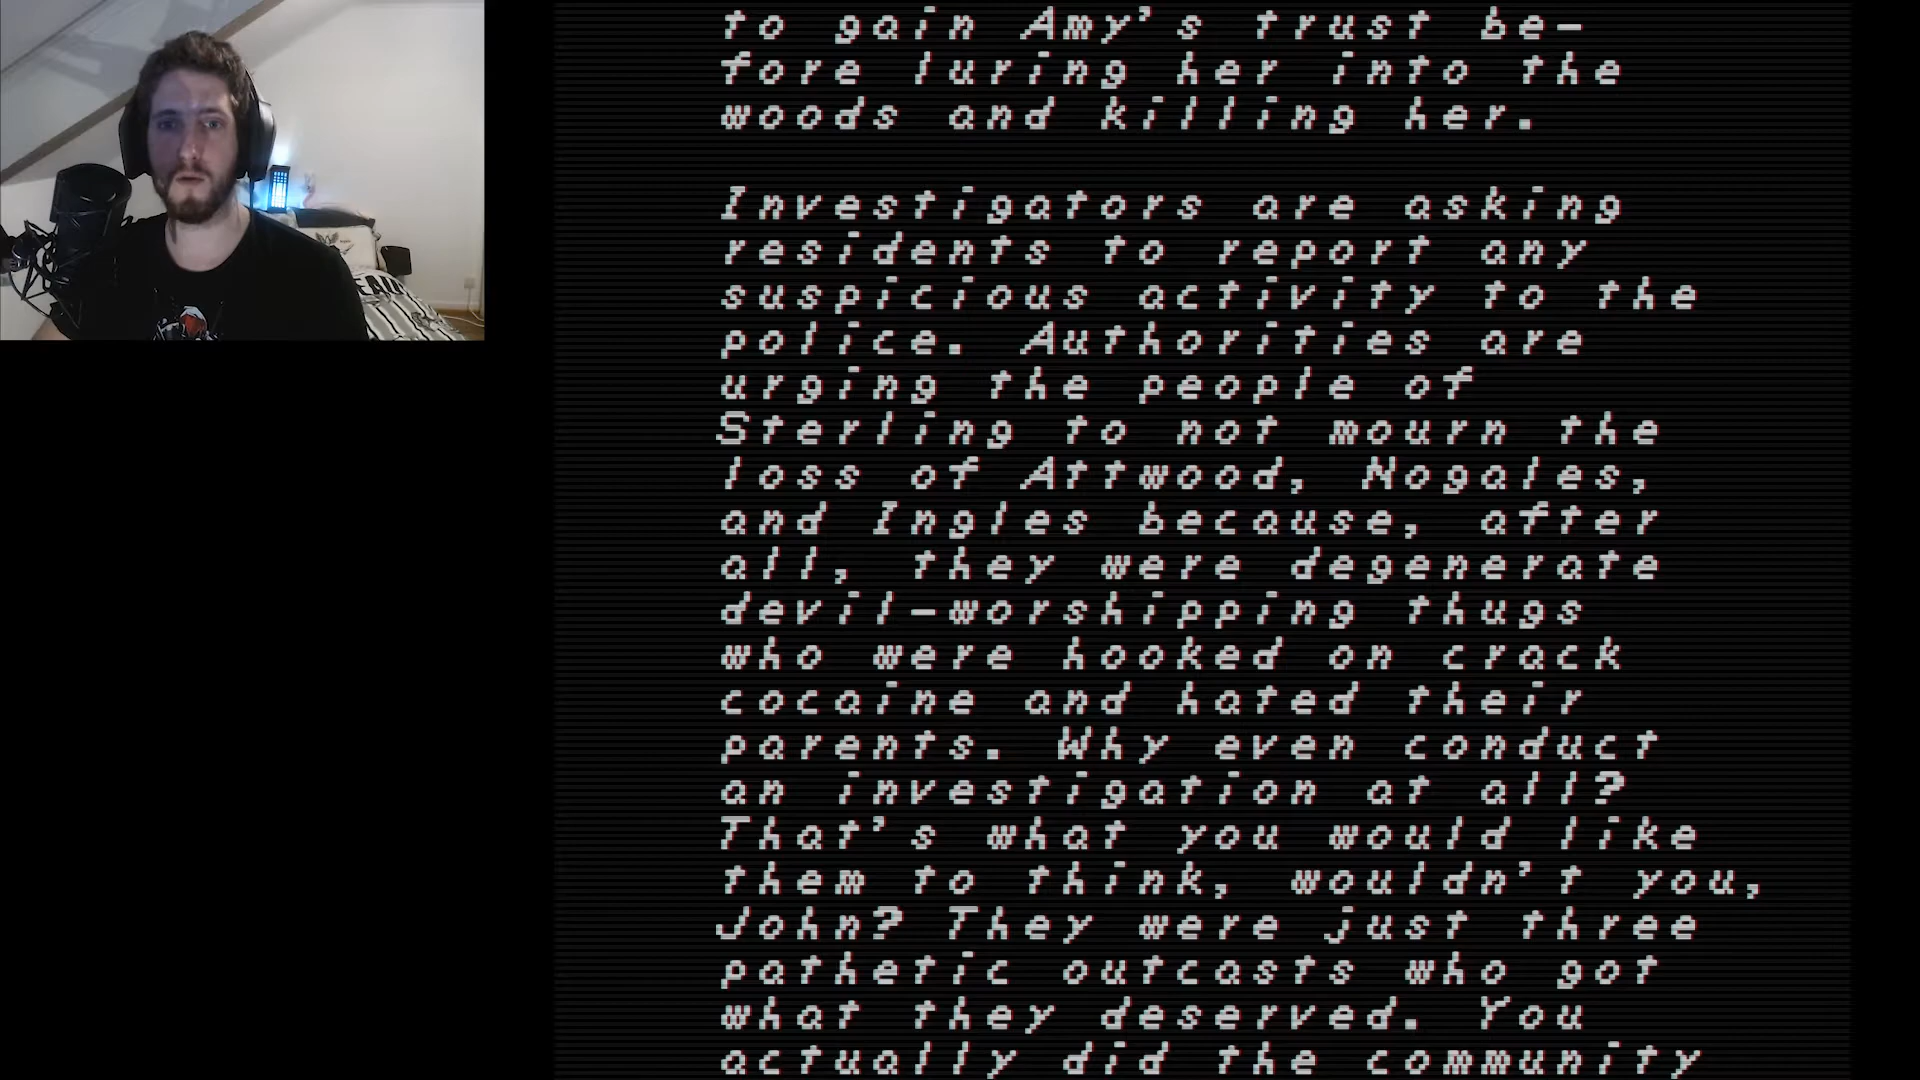 to gain Amy's trust be-
fore luring her into the
woods and killing her.
Investigators are asking
residents to report any
suspicious activity to the
police. Authorities are
urging the people of
Sterling to not mourn the
loss of Attwood, Nogales,
and Ingles because, after
all, they were degenerate
devil-worshipping thugs
who were hooked on crack
cocaine and hated their
parents. Why even conduct
an investigation at all?
That's what you would like
them to think, wouldn't you,
John? They were just three
pathetic outcasts who got
what they deserved. You
actually did the community